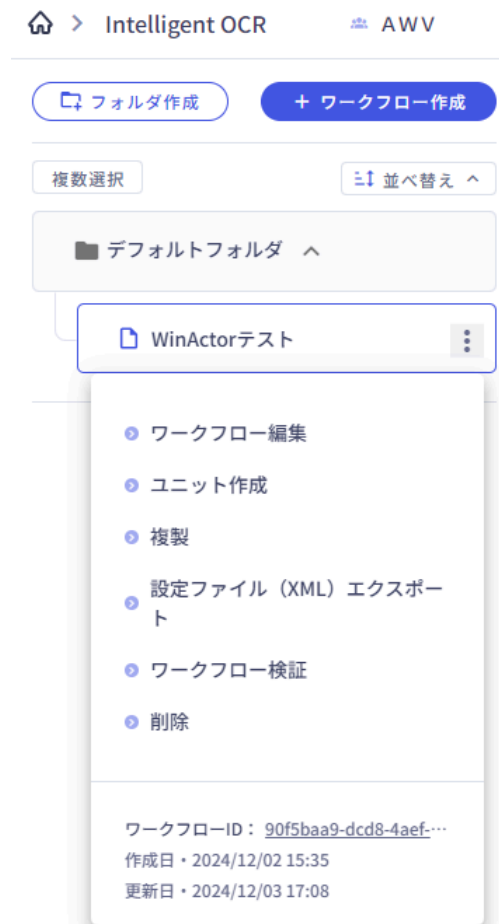 Intelligent OCR AWV
フォルダ作成 + ワークフロー作成
複数選択 並べ替え
デフォルトフォルダ
WinActorテスト
ワークフロー編集
ユニット作成
複製
設定ファイル（XML）エクスポー
ト
ワークフロー検証
削除
ワークフローID： 90f5baa9-dcd8-4aef-…
作成日・2024/12/02 15:35
更新日・2024/12/03 17:08